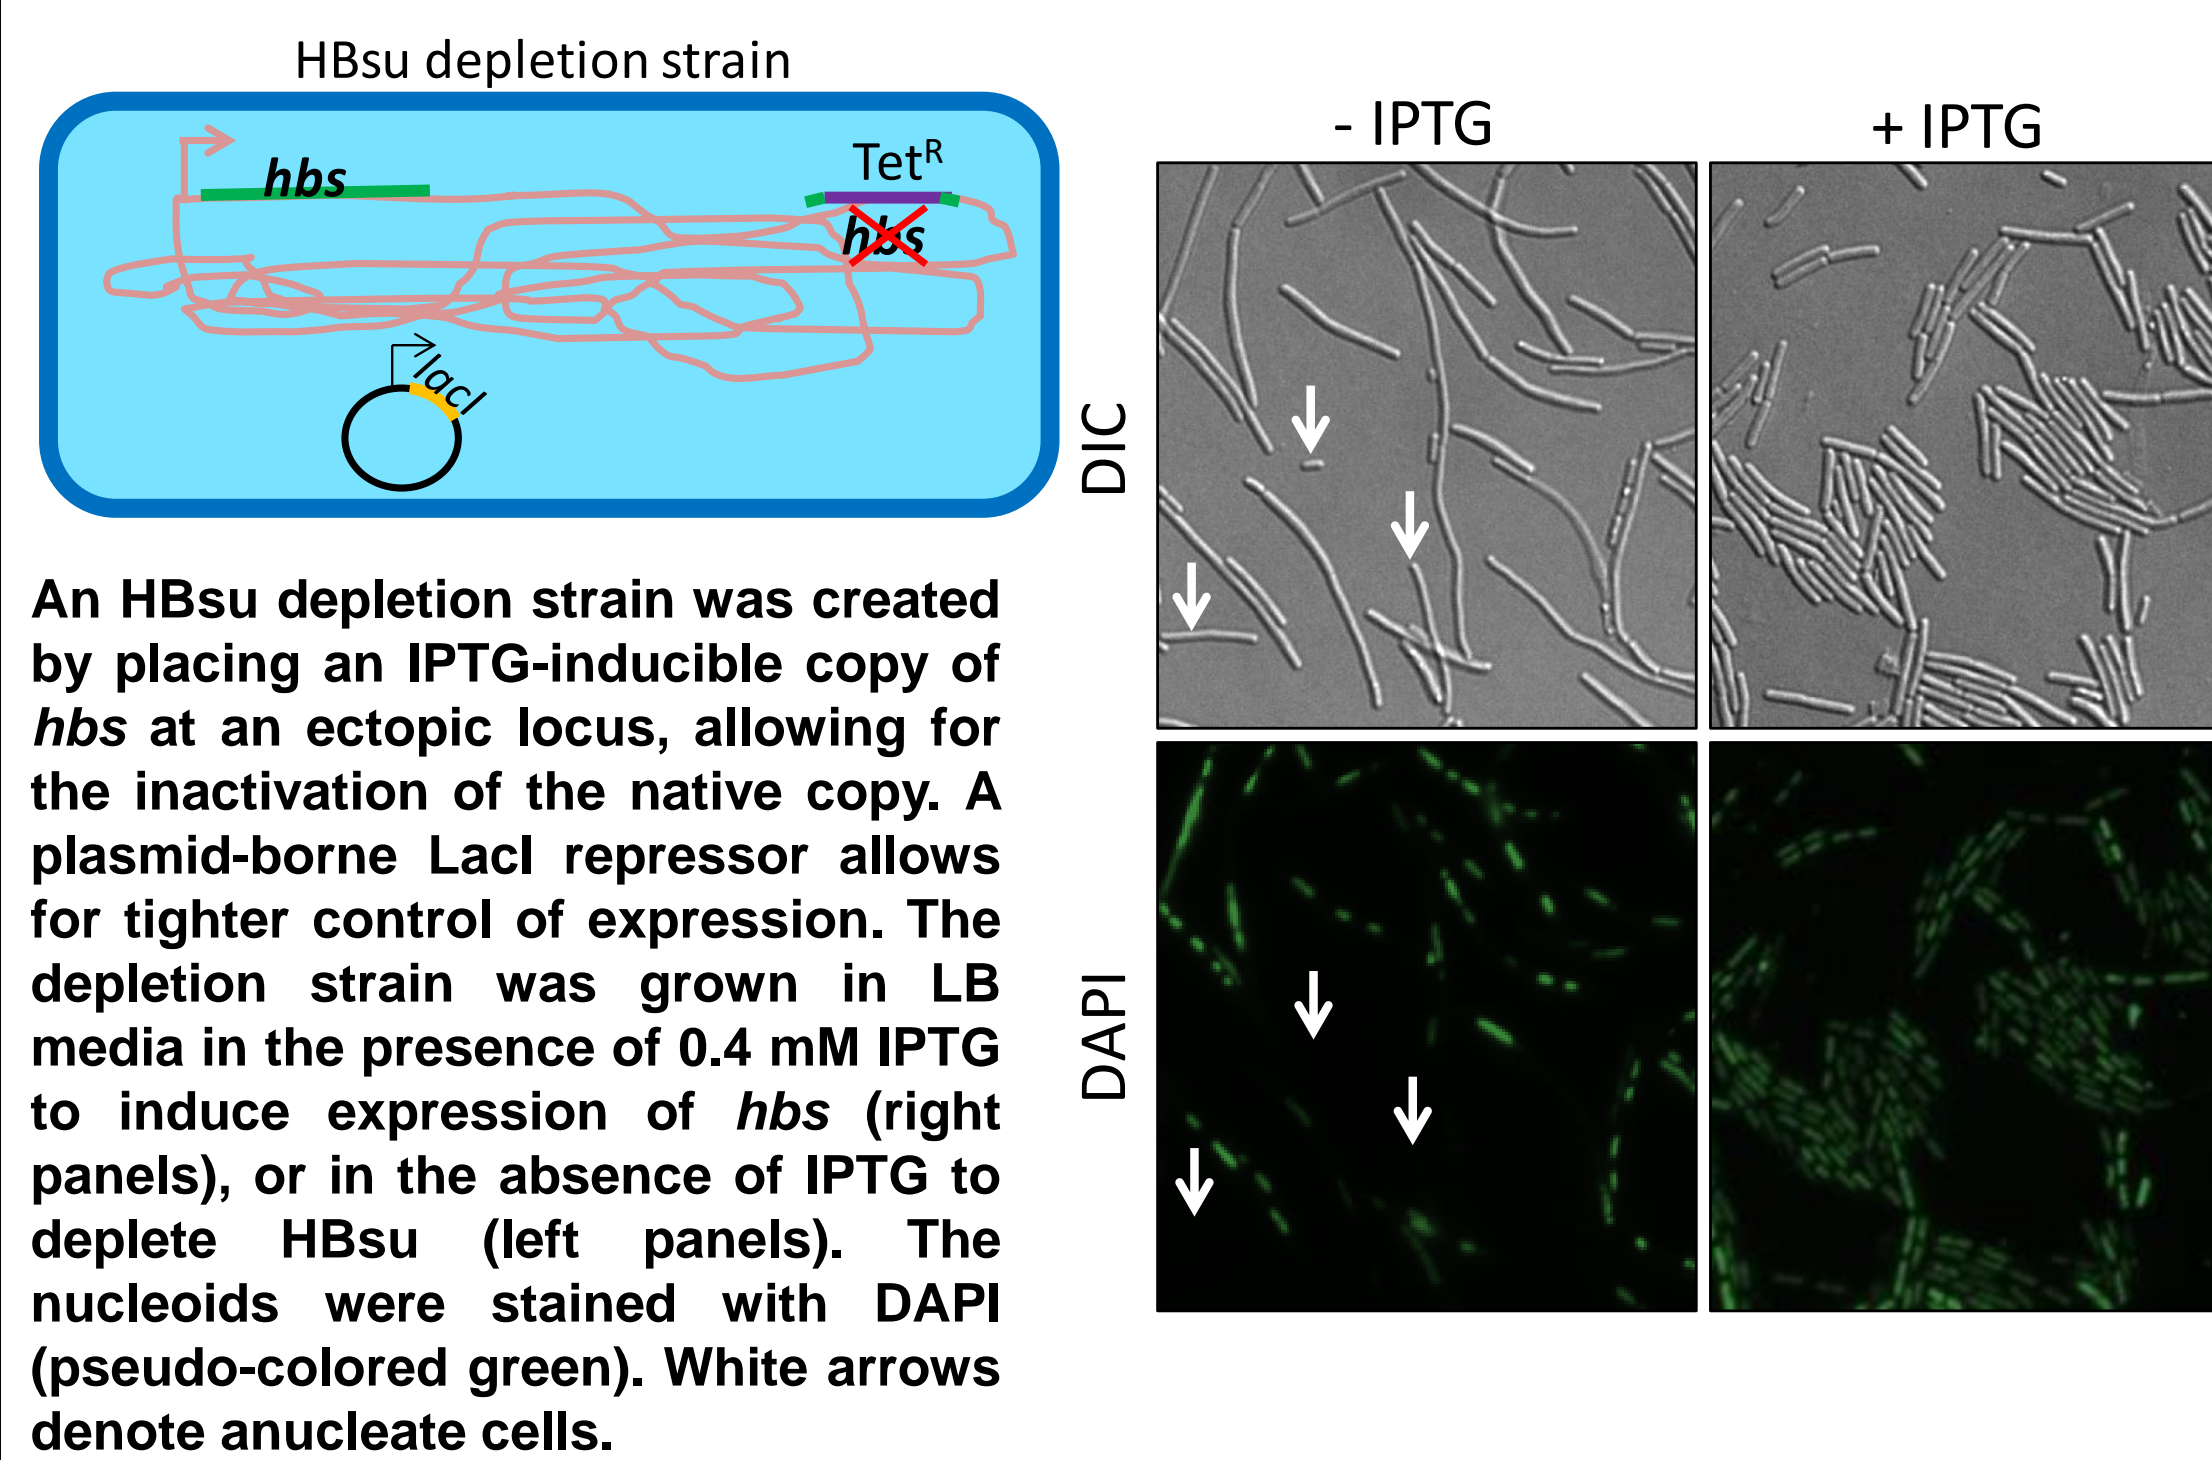 HBsu depletion strain
hbs
Tet^R
hbs
lacI
An HBsu depletion strain was created
by placing an IPTG-inducible copy of
hbs at an ectopic locus, allowing for
the inactivation of the native copy. A
plasmid-borne LacI repressor allows
for tighter control of expression. The
depletion strain was grown in LB
media in the presence of 0.4 mM IPTG
to induce expression of hbs (right
panels), or in the absence of IPTG to
deplete HBsu (left panels). The
nucleoids were stained with DAPI
(pseudo-colored green). White arrows
denote anucleate cells.
- IPTG
+ IPTG
DIC
DAPI